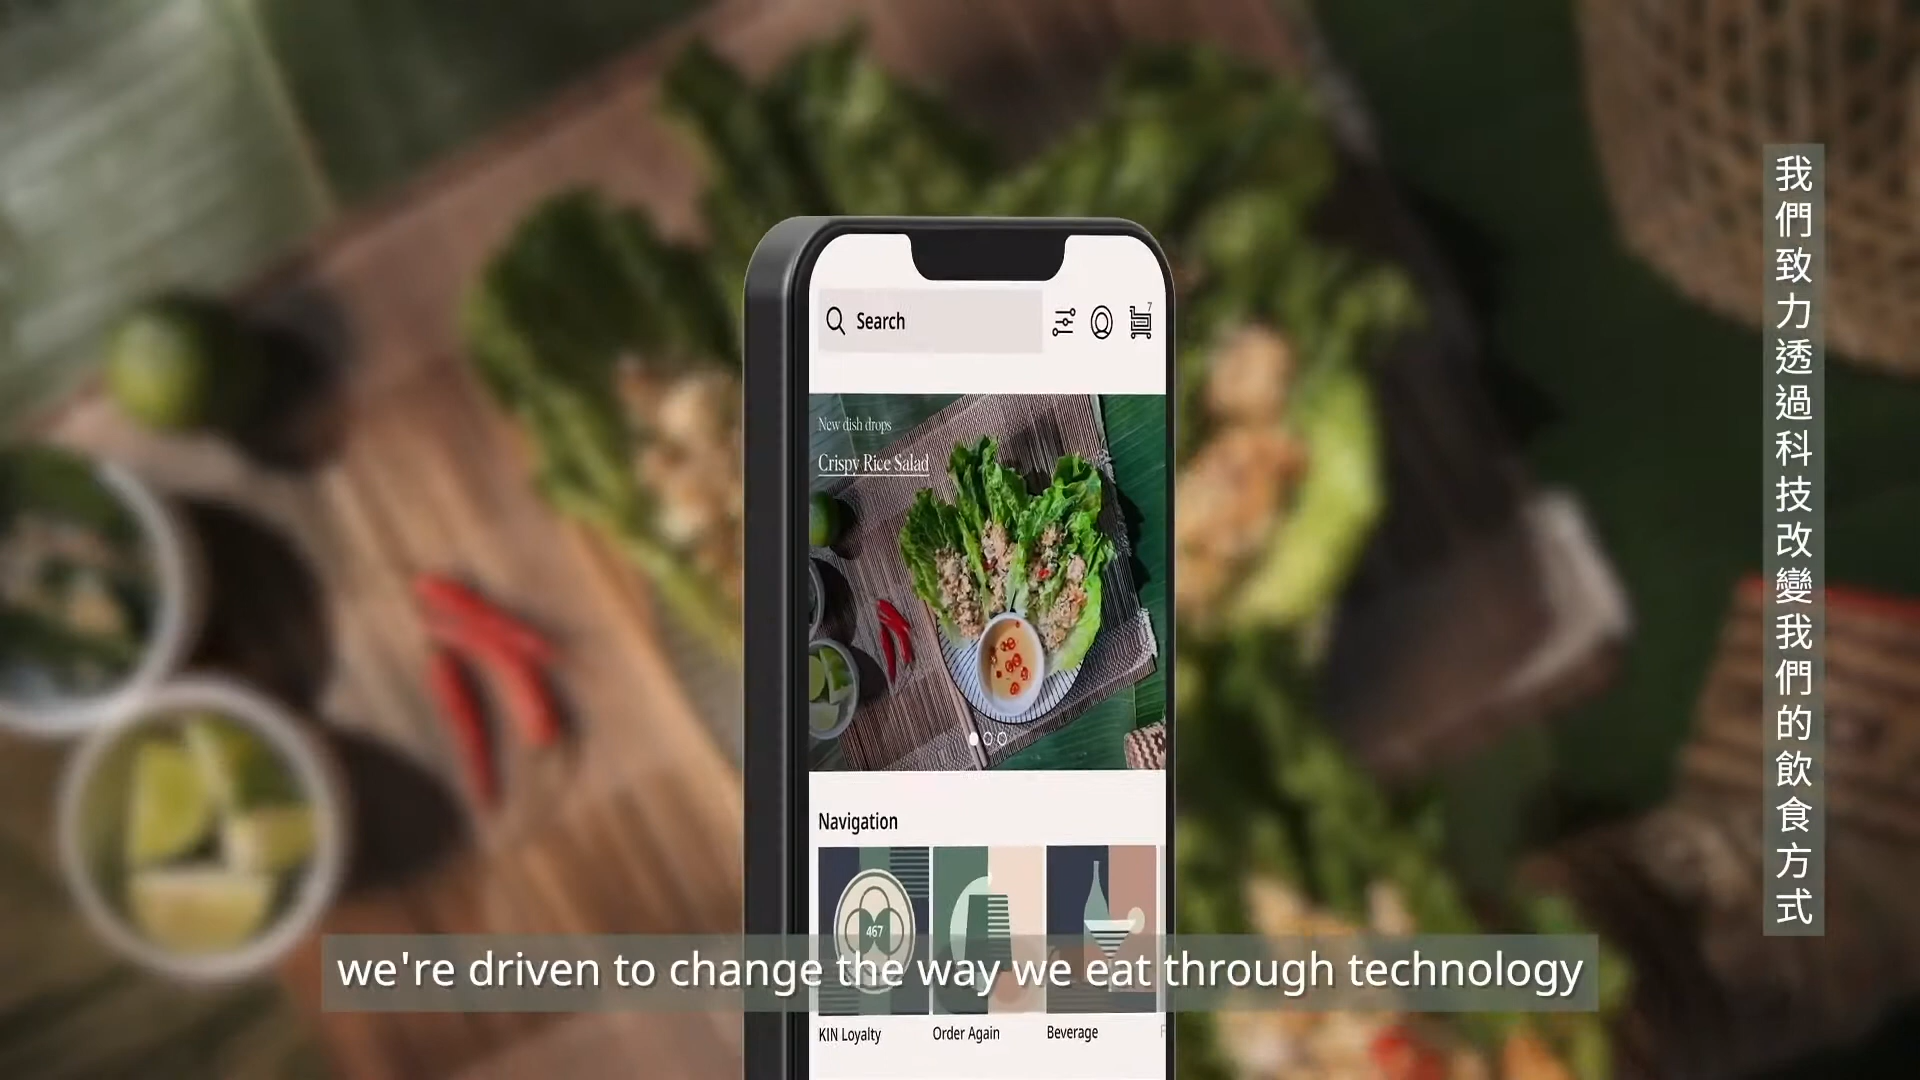 Search
7
New dish drops
Crispy Rice Salad
Navigation
467
KIN Loyalty
Order Again
Beverage
我們致力透過科技改變我們的飲食方式
we're driven to change the way we eat through technology